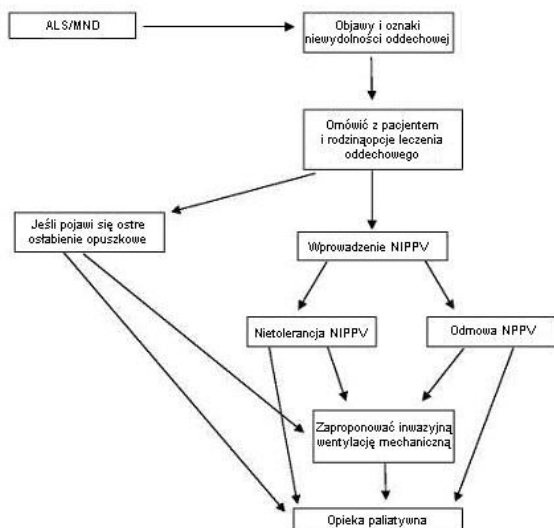 ALS/MND
Objawy i oznaki
niewydolności oddechowej
Omówić z pacjentem
i rodzinąopcje leczenia
oddechowego
Jeśli pojawi się ostre
osłabienie opuszkowe
Wprowadzenie NIPPV
Nietolerancja NIPPV
Odmowa NPPV
Zaproponować inwazyjną
wentylację mechaniczną
Opieka paliatywna